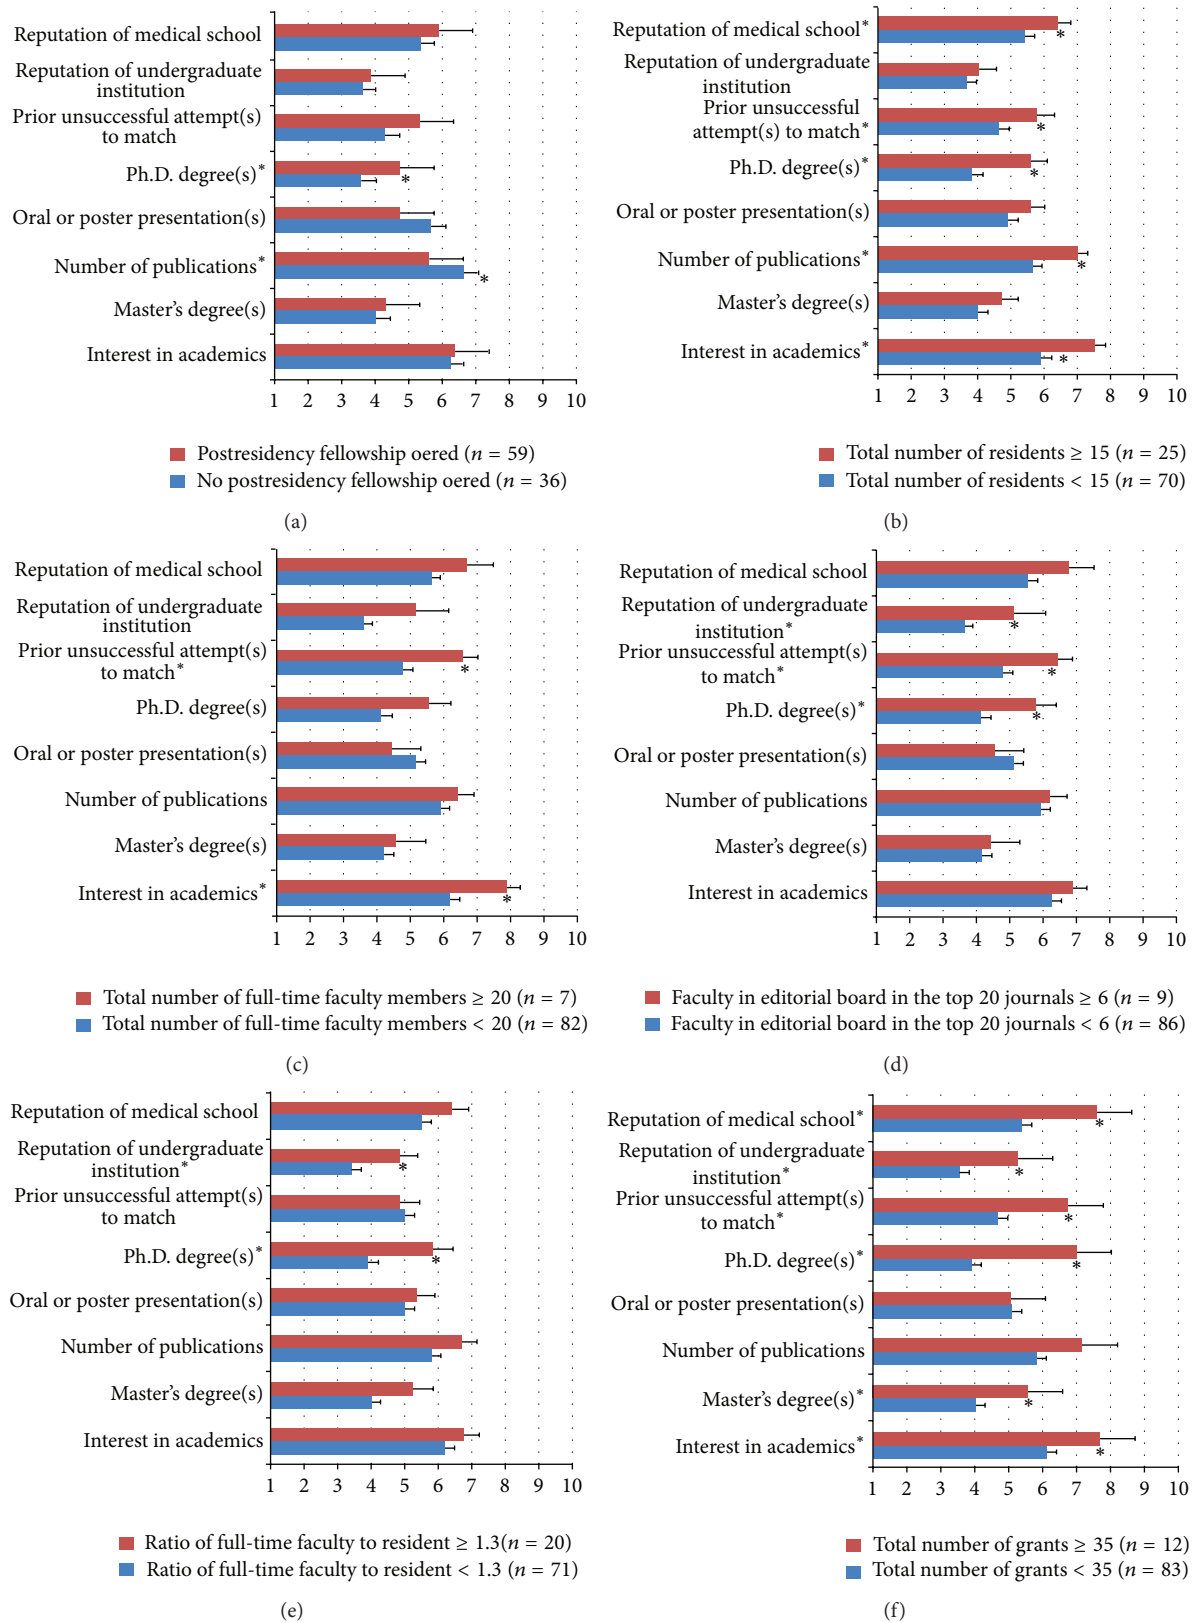 Reputation of medical school
Reputation of undergraduate
institution
Prior unsuccessful attempt(s)
to match
Ph.D. degree(s)*
*
Oral or poster presentation(s)
Number of publications*
*
Master's degree(s)
Interest in academics
1 2 3 4 5 6 7 8 9 10
Postresidency fellowship oered (n = 59)
No postresidency fellowship oered (n = 36)
(a)
Reputation of medical school*
*
Reputation of undergraduate
institution
Prior unsuccessful
attempt(s) to match*
*
Ph.D. degree(s)*
*
Oral or poster presentation(s)
Number of publications*
*
Master's degree(s)
Interest in academics*
*
1 2 3 4 5 6 7 8 9 10
Total number of residents ≥ 15 (n = 25)
Total number of residents < 15 (n = 70)
(b)
Reputation of medical school
Reputation of undergraduate
institution
Prior unsuccessful attempt(s)
to match*
*
Ph.D. degree(s)
Oral or poster presentation(s)
Number of publications
Master's degree(s)
Interest in academics*
*
1 2 3 4 5 6 7 8 9 10
Total number of full-time faculty members ≥ 20 (n = 7)
Total number of full-time faculty members < 20 (n = 82)
(c)
Reputation of medical school
Reputation of undergraduate
institution*
*
Prior unsuccessful attempt(s)
to match*
*
Ph.D. degree(s)*
*
Oral or poster presentation(s)
Number of publications
Master's degree(s)
Interest in academics
1 2 3 4 5 6 7 8 9 10
Faculty in editorial board in the top 20 journals ≥ 6 (n = 9)
Faculty in editorial board in the top 20 journals < 6 (n = 86)
(d)
Reputation of medical school
Reputation of undergraduate
institution*
*
Prior unsuccessful attempt(s)
to match
Ph.D. degree(s)*
*
Oral or poster presentation(s)
Number of publications
Master's degree(s)
Interest in academics
1 2 3 4 5 6 7 8 9 10
Ratio of full-time faculty to resident ≥ 1.3(n = 20)
Ratio of full-time faculty to resident < 1.3 (n = 71)
(e)
Reputation of medical school*
*
Reputation of undergraduate
institution*
*
Prior unsuccessful attempt(s)
to match*
*
Ph.D. degree(s)*
*
Oral or poster presentation(s)
Number of publications
Master's degree(s)*
*
Interest in academics*
*
1 2 3 4 5 6 7 8 9 10
Total number of grants ≥ 35 (n = 12)
Total number of grants < 35 (n = 83)
(f)